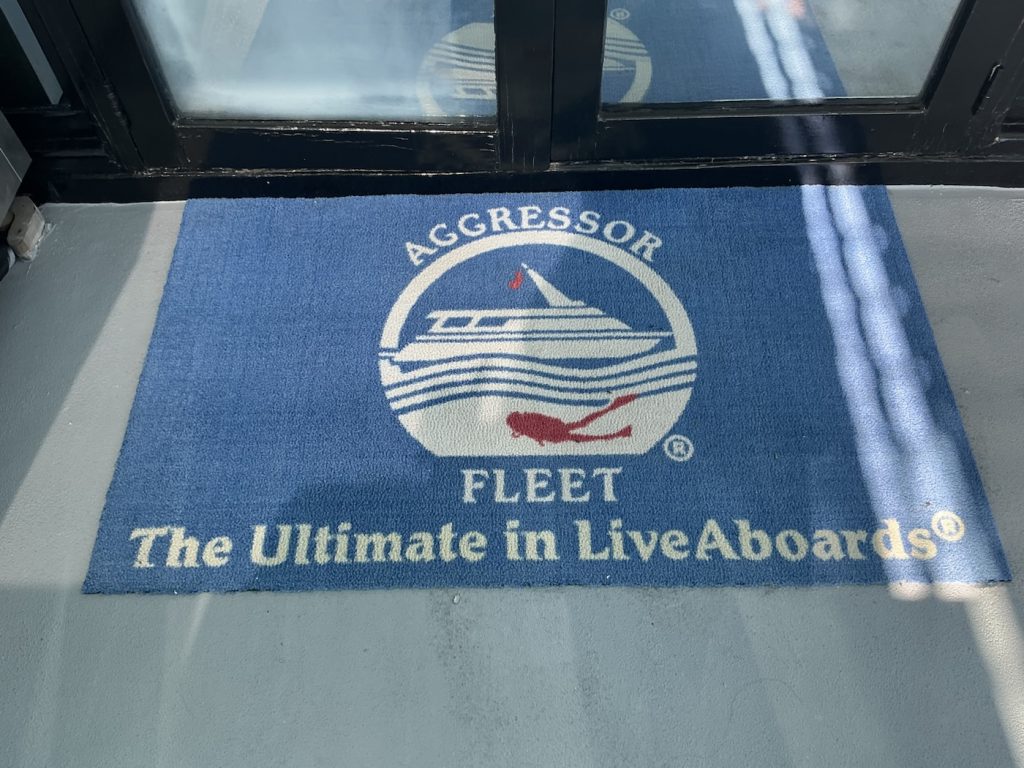 AGGRESSOR
®
FLEET
The Ultimate in LiveAboards®